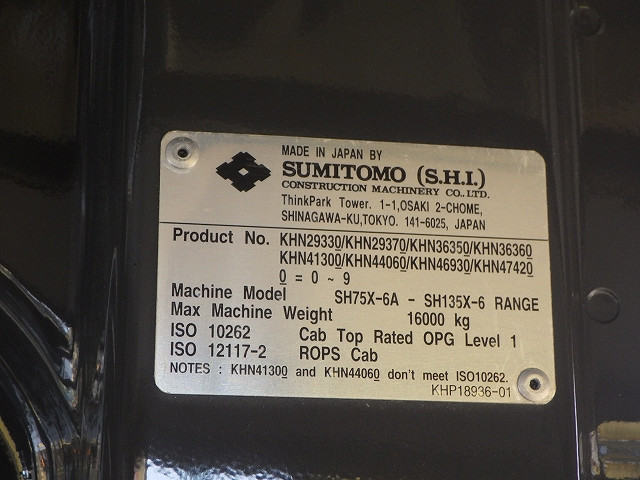 MADE IN JAPAN BY
SUMITOMO (S.H.I.)
CONSTRUCTION MACHINERY CO., LTD.
ThinkPark Tower. 1-1,OSAKI 2-CHOME,
SHINAGAWA-KU,TOKYO. 141-6025, JAPAN
Product No. KHN29330/KHN29370/KHN36350/KHN36360
KHN41300/KHN44060/KHN46930/KHN47420
0 = 0 ~ 9
Machine Model SH75X-6A - SH135X-6 RANGE
Max Machine Weight 16000 kg
ISO 10262 Cab Top Rated OPG Level 1
ISO 12117-2 ROPS Cab
NOTES : KHN41300 and KHN44060 don't meet ISO10262.
KHP18936-01